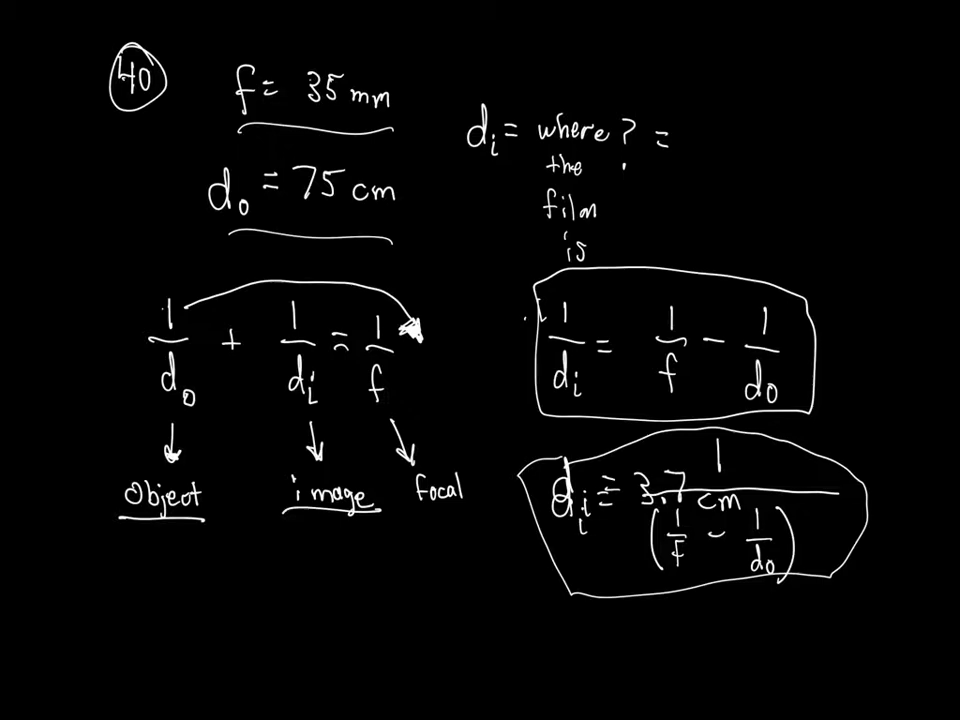 40
f = 35 mm
d₀ = 75 cm
dᵢ = where ? =
the
film
is
1/d₀ + 1/dᵢ = 1/f
Object image focal
1/dᵢ = 1/f - 1/d₀
dᵢ = 3.7 cm
dᵢ = 1/(1/f - 1/d₀)